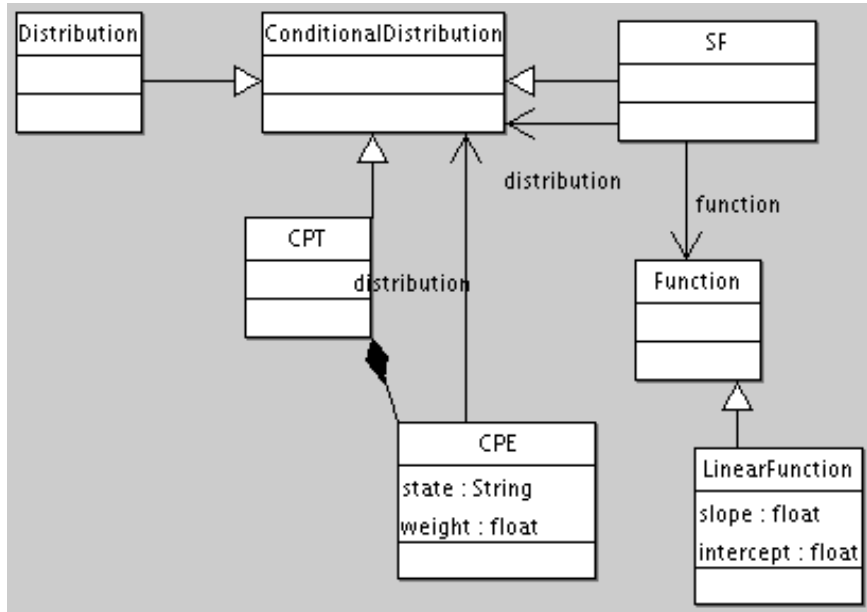 Distribution
ConditionalDistribution
SF
distribution
function
CPT
distribution
Function
CPE
state : String
weight : float
LinearFunction
slope : float
intercept : float